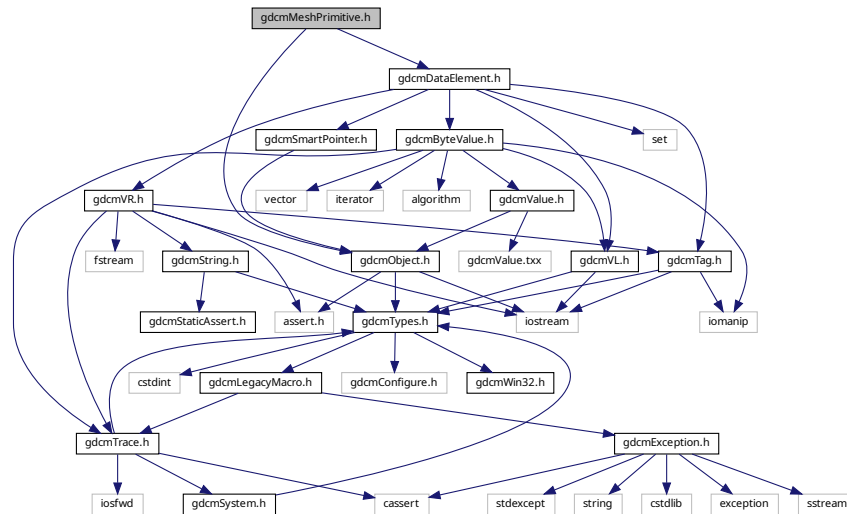 gdcmMeshPrimitive.h
gdcmDataElement.h
gdcmSmartPointer.h
gdcmByteValue.h
set
vector
iterator
algorithm
gdcmValue.h
gdcmVR.h
fstream
gdcmString.h
gdcmObject.h
gdcmValue.txx
gdcmVL.h
gdcmTag.h
gdcmStaticAssert.h
assert.h
gdcmTypes.h
iostream
iomanip
cstdint
gdcmLegacyMacro.h
gdcmConfigure.h
gdcmWin32.h
gdcmTrace.h
gdcmException.h
iosfwd
gdcmSystem.h
cassert
stdexcept
string
cstdlib
exception
sstream